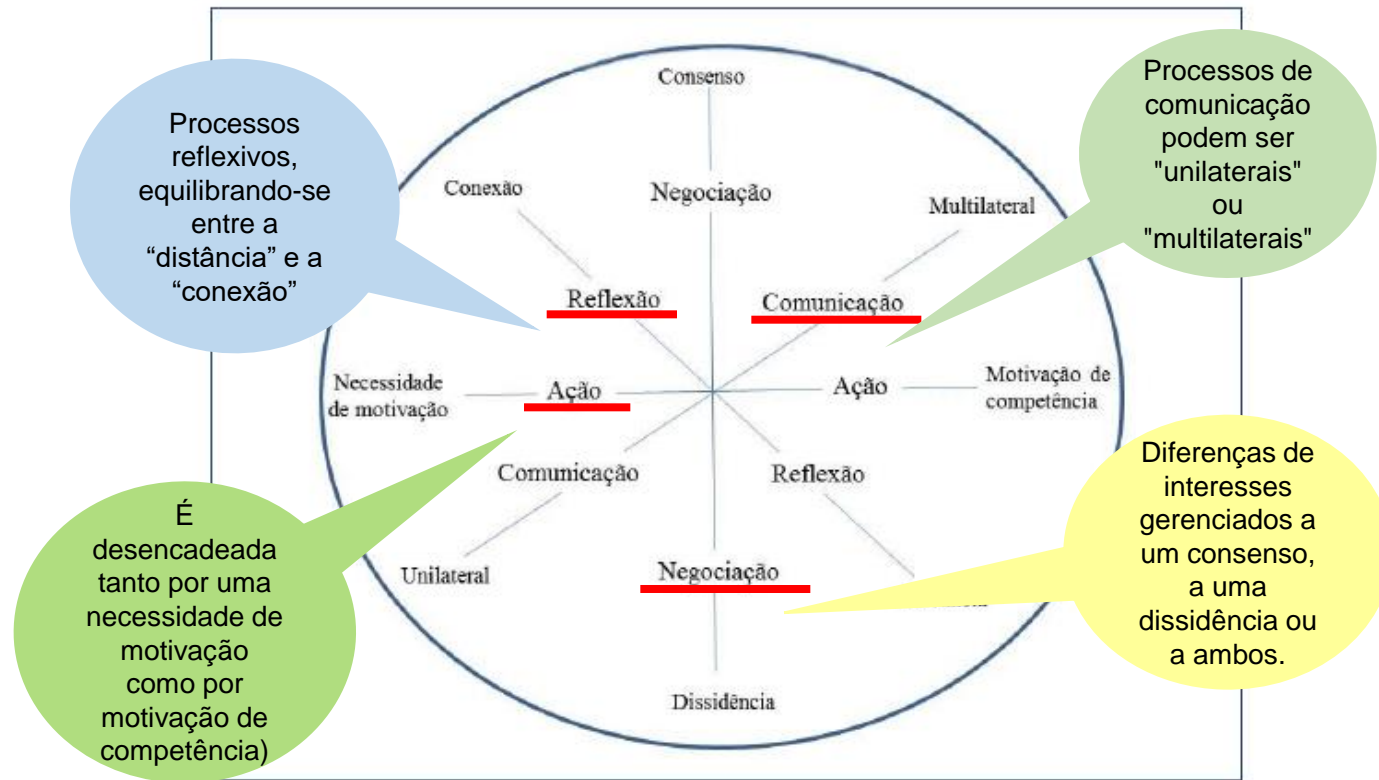 Processos
reflexivos,
equilibrando-se
entre a
“distância” e a
“conexão”
Processos de
comunicação
podem ser
"unilaterais"
ou
"multilaterais"
Consenso
Conexão
Negociação
Multilateral
Reflexão
Comunicação
Necessidade
de motivação
Ação
Ação
Motivação de
competência
Comunicação
Reflexão
Unilateral
Negociação
Dissidência
É
desencadeada
tanto por uma
necessidade de
motivação
como por
motivação de
competência)
Diferenças de
interesses
gerenciados a
um consenso,
a uma
dissidência ou
a ambos.